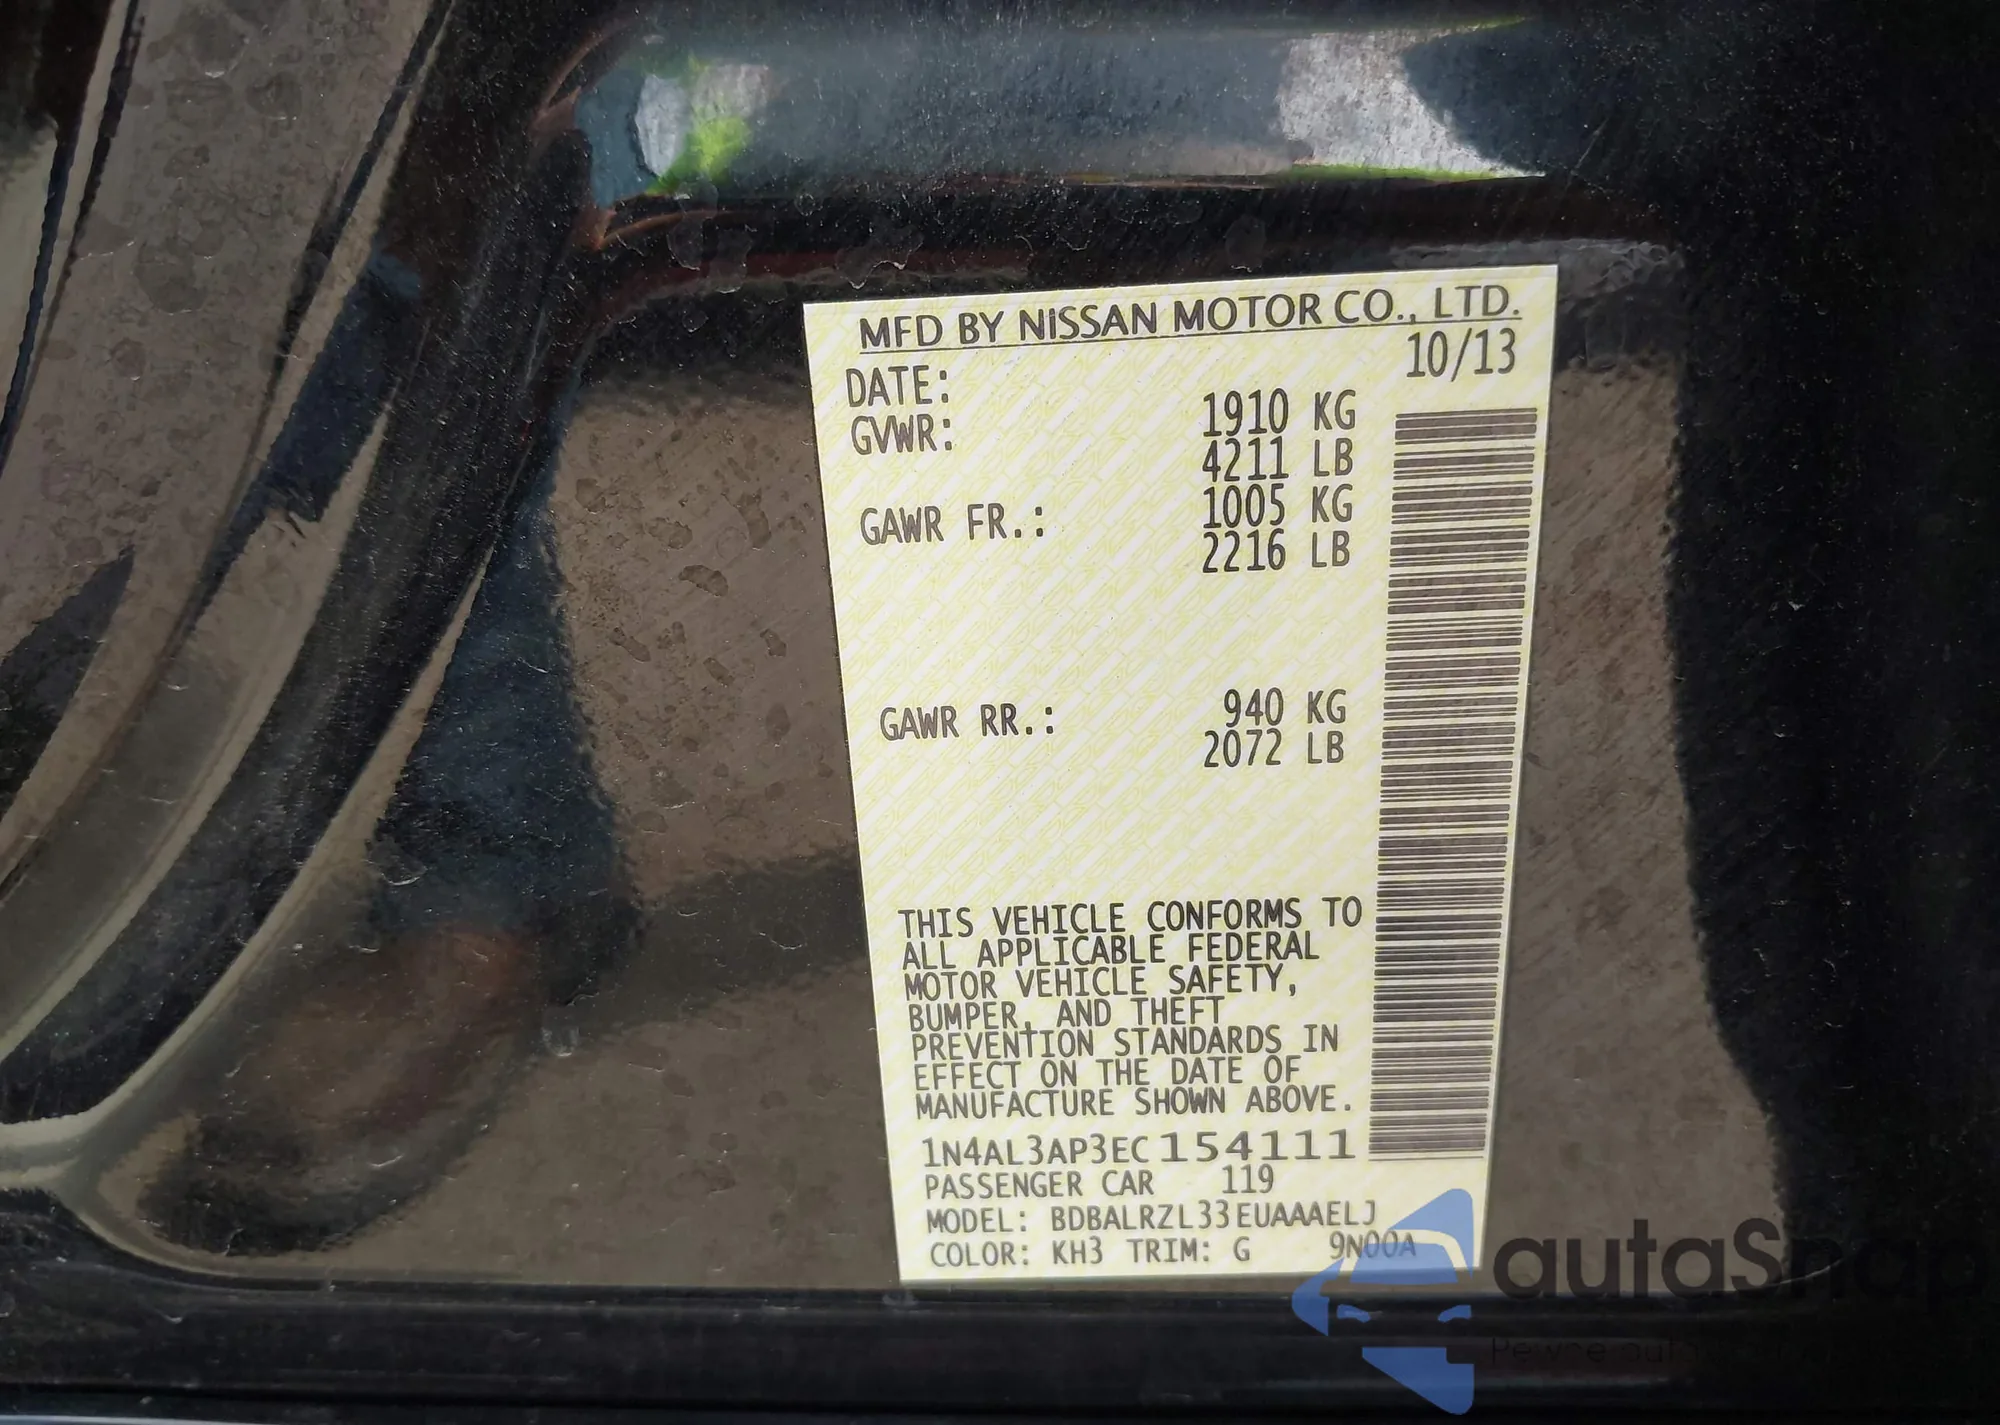 MFD BY NISSAN MOTOR CO., LTD.
DATE: 10/13
GVWR: 1910 KG
4211 LB
GAWR FR.: 1005 KG
2216 LB
GAWR RR.: 940 KG
2072 LB
THIS VEHICLE CONFORMS TO
ALL APPLICABLE FEDERAL
MOTOR VEHICLE SAFETY,
BUMPER, AND THEFT
PREVENTION STANDARDS IN
EFFECT ON THE DATE OF
MANUFACTURE SHOWN ABOVE.
1N4AL3AP3EC154111
PASSENGER CAR 119
MODEL: BDBALRZL33EUAAAELJ
COLOR: KH3 TRIM: G 9N00A
autaSnap